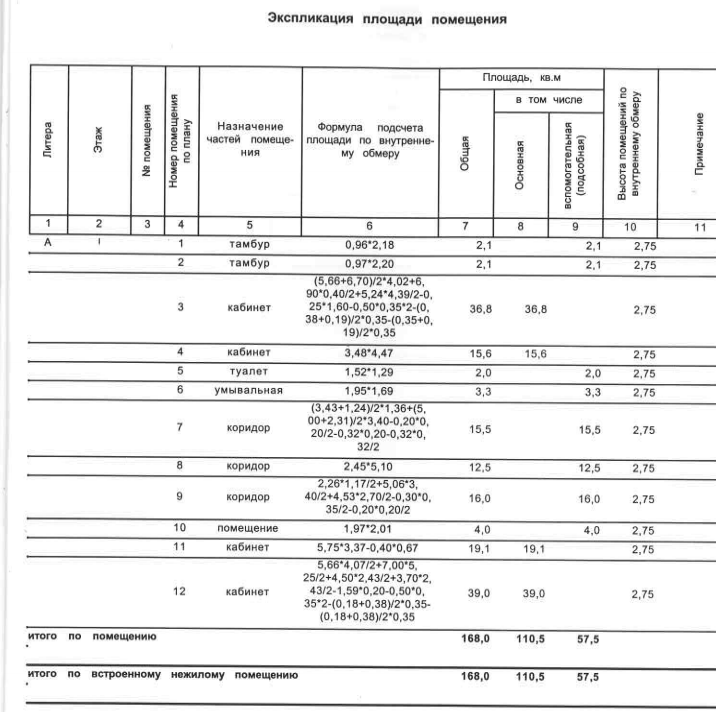 Экспликация площади помещения
Литера
Этаж
№ помещения
Номер помещения по плану
Назначение
частей помеще-
ния
Формула подсчета
площади по внутренне-
му обмеру
Площадь, кв.м
Общая
в том числе
Основная
вспомогательная (подсобная)
Высота помещений по внутреннему обмеру
Примечание
1 2 3 4 5 6 7 8 9 10 11
А I 1 тамбур 0,96*2,18 2,1 2,1 2,75
2 тамбур 0,97*2,20 2,1 2,1 2,75
(5,66+6,70)/2*4,02+6,
90*0,40/2+5,24*4,39/2-0,
3 кабинет 25*1,60-0,50*0,35*2-(0, 36,8 36,8 2,75
38+0,19)/2*0,35-(0,35+0,
19)/2*0,35
4 кабинет 3,48*4,47 15,6 15,6 2,75
5 туалет 1,52*1,29 2,0 2,0 2,75
6 умывальная 1,95*1,69 3,3 3,3 2,75
(3,43+1,24)/2*1,36+(5,
00+2,31)/2*3,40-0,20*0,
7 коридор 20/2-0,32*0,20-0,32*0, 15,5 15,5 2,75
32/2
8 коридор 2,45*5,10 12,5 12,5 2,75
2,26*1,17/2+5,06*3,
9 коридор 40/2+4,53*2,70/2-0,30*0, 16,0 16,0 2,75
35/2-0,20*0,20/2
10 помещение 1,97*2,01 4,0 4,0 2,75
11 кабинет 5,75*3,37-0,40*0,67 19,1 19,1 2,75
5,66*4,07/2+7,00*5,
25/2+4,50*2,43/2+3,70*2,
12 кабинет 43/2-1,59*0,20-0,50*0, 39,0 39,0 2,75
35*2-(0,18+0,38)/2*0,35-
(0,18+0,38)/2*0,35
итого по помещению 168,0 110,5 57,5
итого по встроенному нежилому помещению 168,0 110,5 57,5